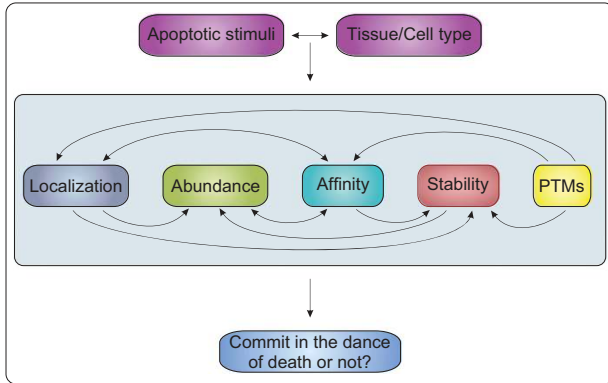 Apoptotic stimuli
Tissue/Cell type
Localization
Abundance
Affinity
Stability
PTMs
Commit in the dance
of death or not?